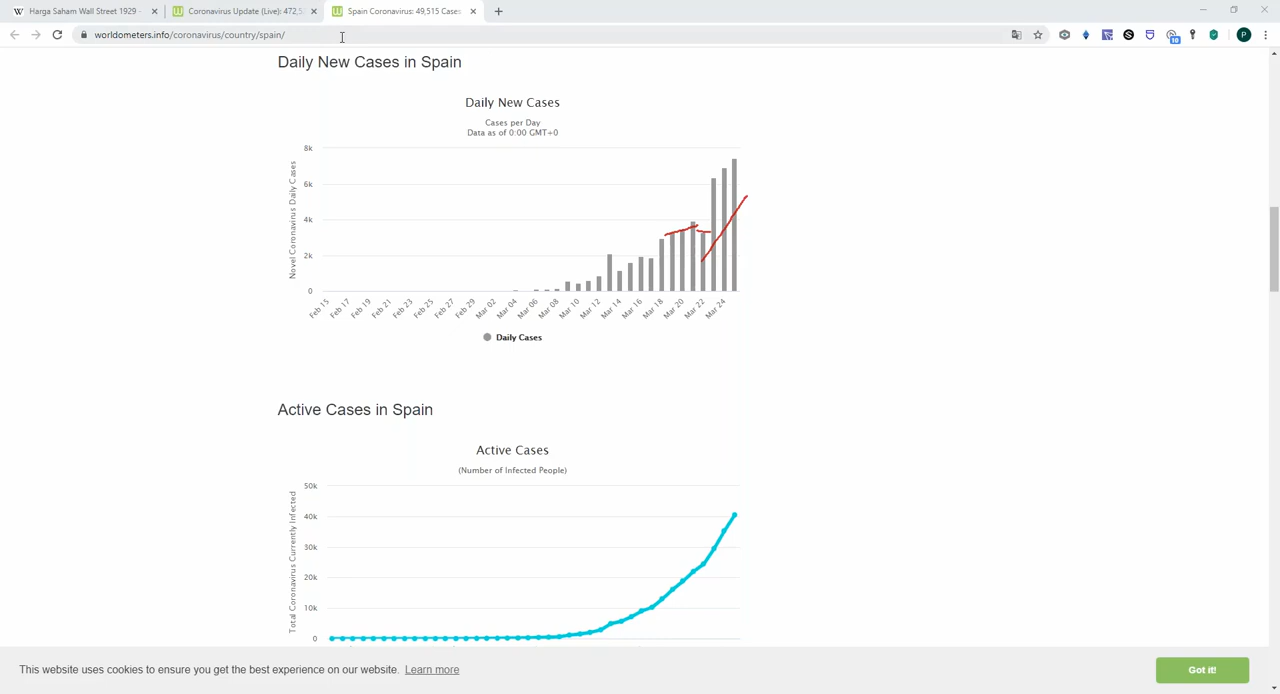 Harga Saham Wall Street 1929 -
Coronavirus Update (Live): 472,5
Spain Coronavirus: 49,515 Cases
worldometers.info/coronavirus/country/spain/
10
P
Daily New Cases in Spain
Daily New Cases
Cases per Day
Data as of 0:00 GMT+0
Novel Coronavirus Daily Cases
8k
6k
4k
2k
0
Feb 15 Feb 17 Feb 19 Feb 21 Feb 23 Feb 25 Feb 27 Feb 29 Mar 02 Mar 04 Mar 06 Mar 08 Mar 10 Mar 12 Mar 14 Mar 16 Mar 18 Mar 20 Mar 22 Mar 24
Daily Cases
Active Cases in Spain
Active Cases
(Number of Infected People)
Total Coronavirus Currently Infected
50k
40k
30k
20k
10k
0
This website uses cookies to ensure you get the best experience on our website. Learn more
Got it!